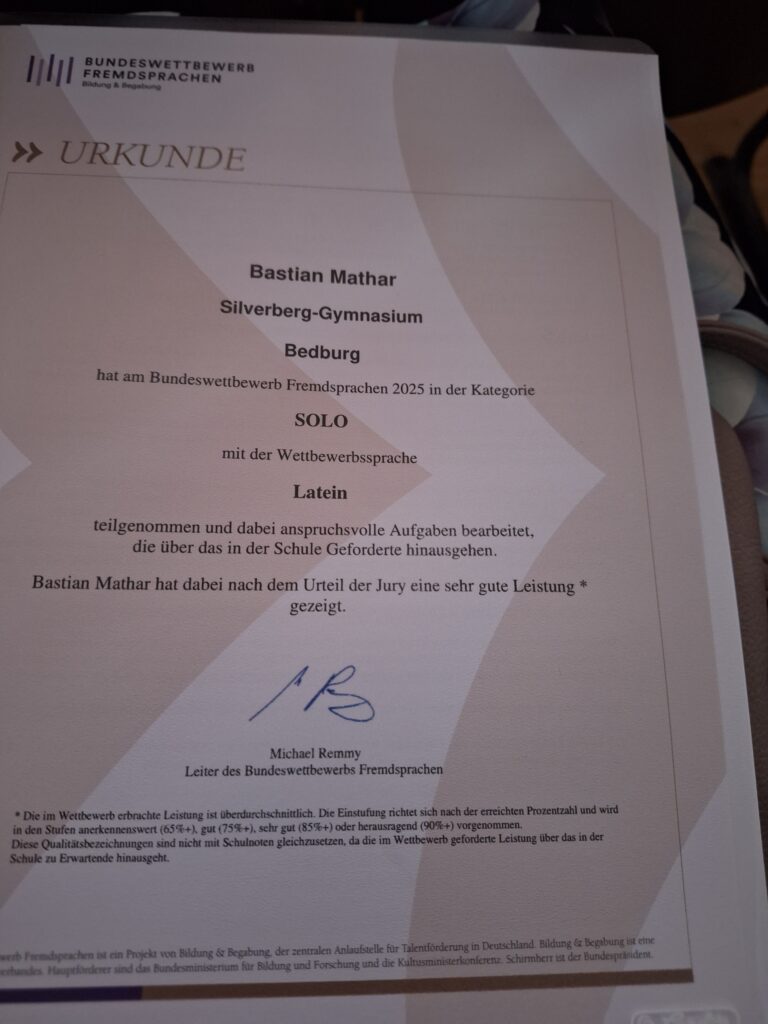 BUNDESWETTBEWERB
FREMDSPRACHEN
Bildung & Begabung
URKUNDE
Bastian Mathar
Silverberg-Gymnasium
Bedburg
hat am Bundeswettbewerb Fremdsprachen 2025 in der Kategorie
SOLO
mit der Wettbewerbssprache
Latein
teilgenommen und dabei anspruchsvolle Aufgaben bearbeitet,
die über das in der Schule Geforderte hinausgehen.
Bastian Mathar hat dabei nach dem Urteil der Jury eine sehr gute Leistung *
gezeigt.
Michael Remmy
Leiter des Bundeswettbewerbs Fremdsprachen
* Die im Wettbewerb erbrachte Leistung ist überdurchschnittlich. Die Einstufung richtet sich nach der erreichten Prozentzahl und wird
in den Stufen anerkennenswert (65%+), gut (75%+), sehr gut (85%+) oder herausragend (90%+) vorgenommen.
Diese Qualitätsbezeichnungen sind nicht mit Schulnoten gleichzusetzen, da die im Wettbewerb geforderte Leistung über das in der
Schule zu Erwartende hinausgeht.
werb Fremdsprachen ist ein Projekt von Bildung & Begabung, der zentralen Anlaufstelle für Talentförderung in Deutschland. Bildung & Begabung ist eine
erbandes. Hauptförderer sind das Bundesministerium für Bildung und Forschung und die Kultusministerkonferenz. Schirmherr ist der Bundespräsident.